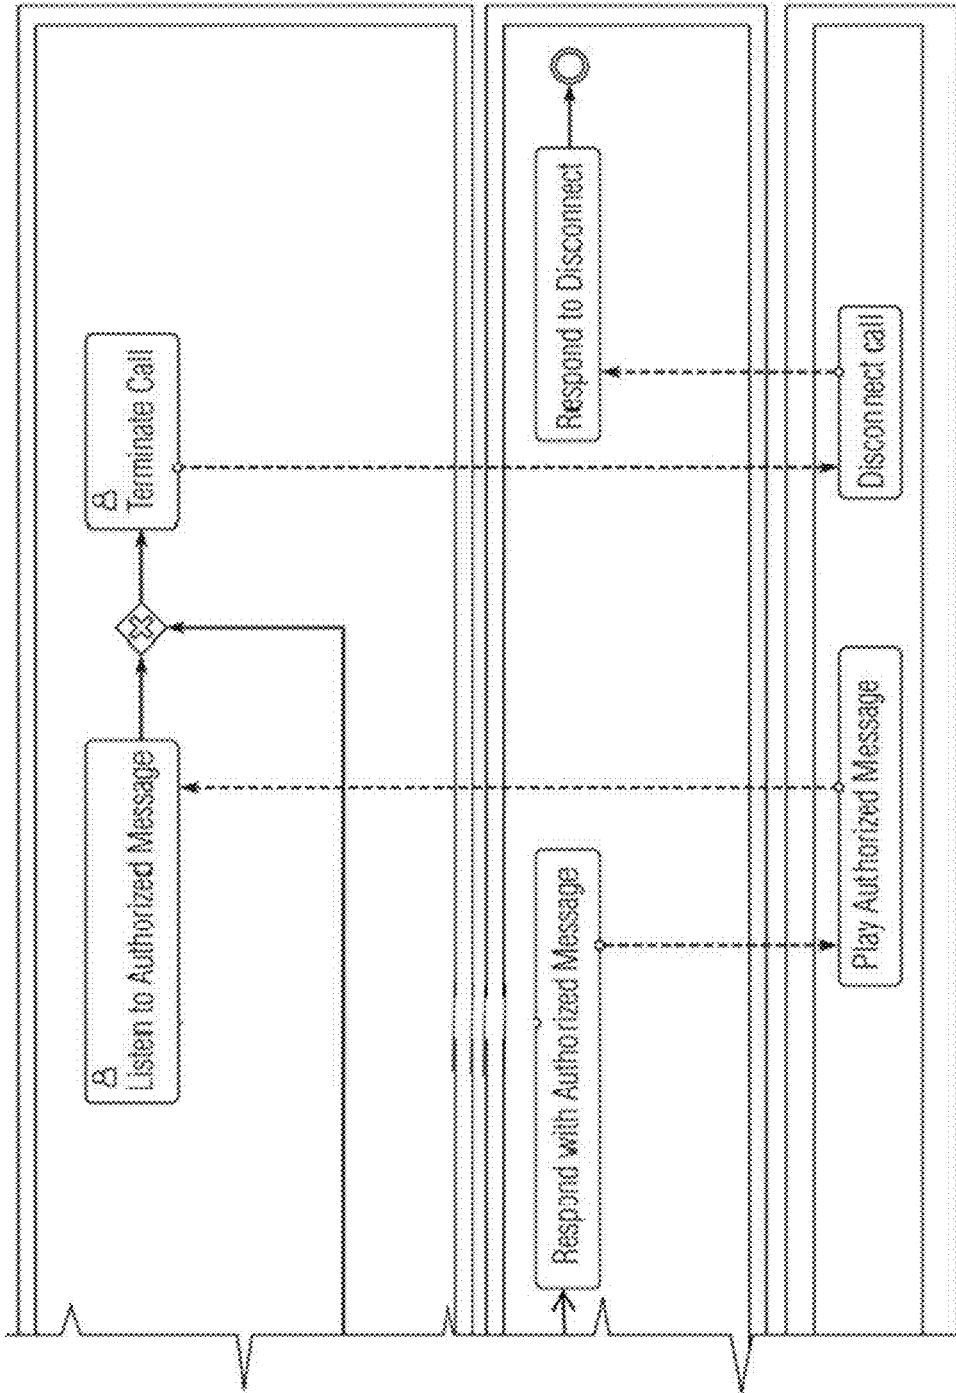 Listen to Authorized Message
Terminate Call
Respond with Authorized Message
Respond to Disconnect
Play Authorized Message
Disconnect call